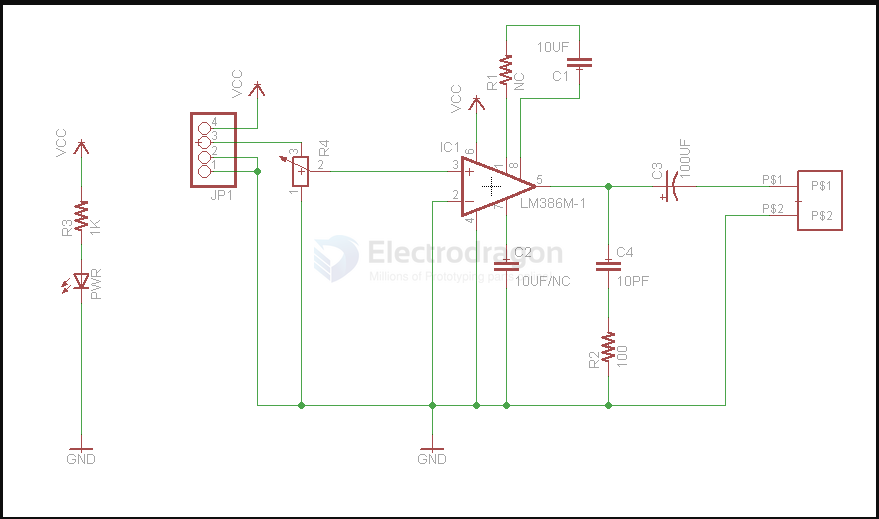 10UF
C1
R1
NC
VCC
VCC
VCC
4
3
2
1
JP1
R4
3
2
1
IC1
6
1
8
3
2
5
7
4
LM386M-1
C3
100UF
P$1
P$1
P$2
P$2
R3
1K
PWR
Electrodragon
Millions of Prototyping
C2
10UF/NC
C4
10PF
R2
100
GND
GND